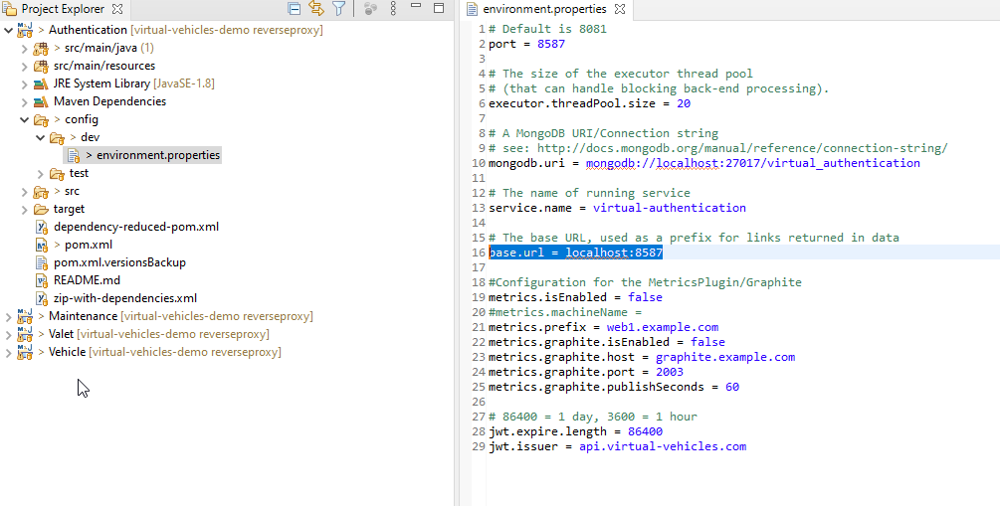 Project Explorer
> Authentication [virtual-vehicles-demo reverseproxy]
> src/main/java (1)
src/main/resources
JRE System Library [JavaSE-1.8]
Maven Dependencies
> config
> dev
> environment.properties
test
> src
target
dependency-reduced-pom.xml
> pom.xml
pom.xml.versionsBackup
README.md
zip-with-dependencies.xml
> Maintenance [virtual-vehicles-demo reverseproxy]
> Valet [virtual-vehicles-demo reverseproxy]
> Vehicle [virtual-vehicles-demo reverseproxy]
environment.properties
1 # Default is 8081
2 port = 8587
3
4 # The size of the executor thread pool
5 # (that can handle blocking back-end processing).
6 executor.threadPool.size = 20
7
8 # A MongoDB URI/Connection string
9 # see: http://docs.mongodb.org/manual/reference/connection-string/
10 mongodb.uri = mongodb://localhost:27017/virtual_authentication
11
12 # The name of running service
13 service.name = virtual-authentication
14
15 # The base URL, used as a prefix for links returned in data
16 base.url = localhost:8587
17
18 #Configuration for the MetricsPlugin/Graphite
19 metrics.isEnabled = false
20 #metrics.machineName =
21 metrics.prefix = web1.example.com
22 metrics.graphite.isEnabled = false
23 metrics.graphite.host = graphite.example.com
24 metrics.graphite.port = 2003
25 metrics.graphite.publishSeconds = 60
26
27 # 86400 = 1 day, 3600 = 1 hour
28 jwt.expire.length = 86400
29 jwt.issuer = api.virtual-vehicles.com